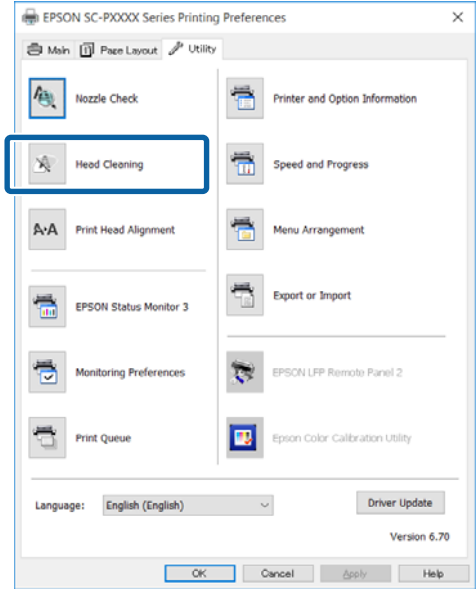 EPSON SC-PXXXX Series Printing Preferences
Main
Page Layout
Utility
Nozzle Check
Head Cleaning
A·A
Print Head Alignment
EPSON Status Monitor 3
Monitoring Preferences
Print Queue
Printer and Option Information
Speed and Progress
Menu Arrangement
Export or Import
EPSON LFP Remote Panel 2
Epson Color Calibration Utility
Language:
English (English)
Driver Update
Version 6.70
OK
Cancel
Apply
Help